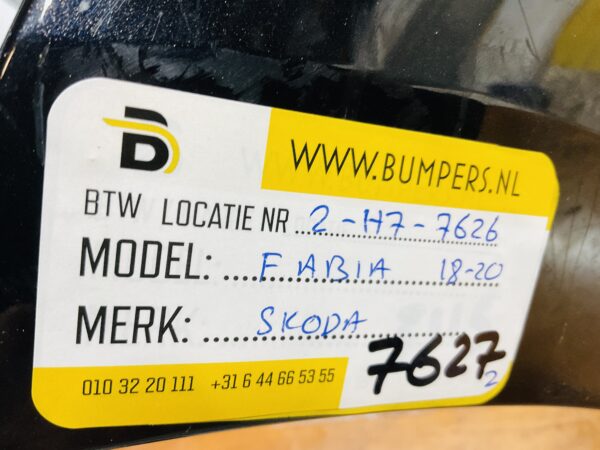 WWW.BUMPERS.NL
BTW LOCATIE NR 2-H7-7626
MODEL: FABIA 18-20
MERK: SKODA
7627
2
010 32 20 111 +31 6 44 66 53 55